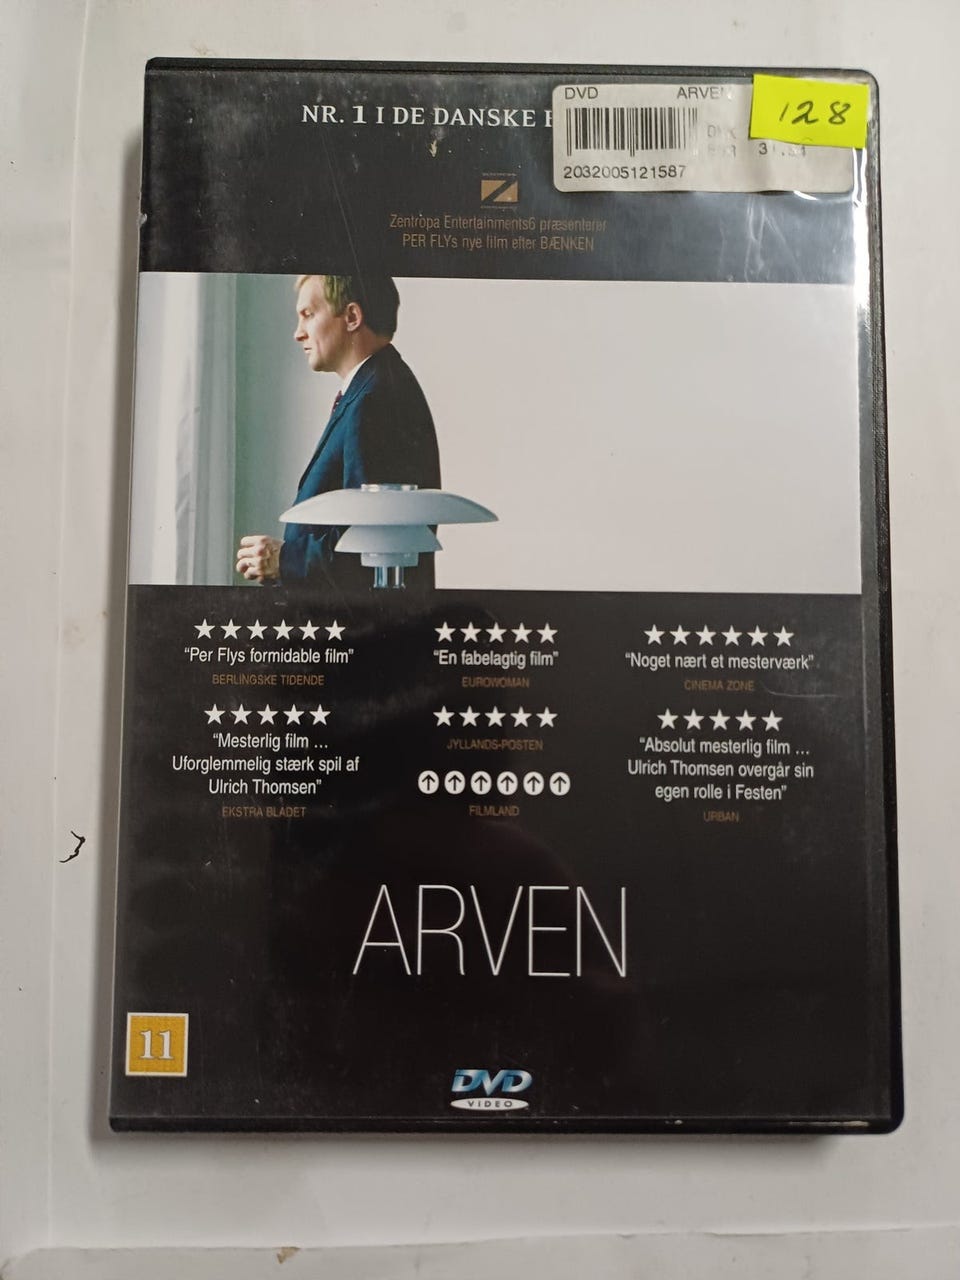 NR. 1 I DE DANSKE
DVD ARVEN
128
2032005121587
Zentropa Entertainments6 præsenterer
PER FLYs nye film efter BÆNKEN
"Per Flys formidable film"
BERLINGSKE TIDENDE
"En fabelagtig film"
EUROWOMAN
"Noget nært et mesterværk"
CINEMA ZONE
"Mesterlig film ...
Uforglemmelig stærk spil af
Ulrich Thomsen"
EKSTRA BLADET
JYLLANDS-POSTEN
FILMLAND
"Absolut mesterlig film ...
Ulrich Thomsen overgår sin
egen rolle i Festen"
URBAN
ARVEN
11
DVD
VIDEO